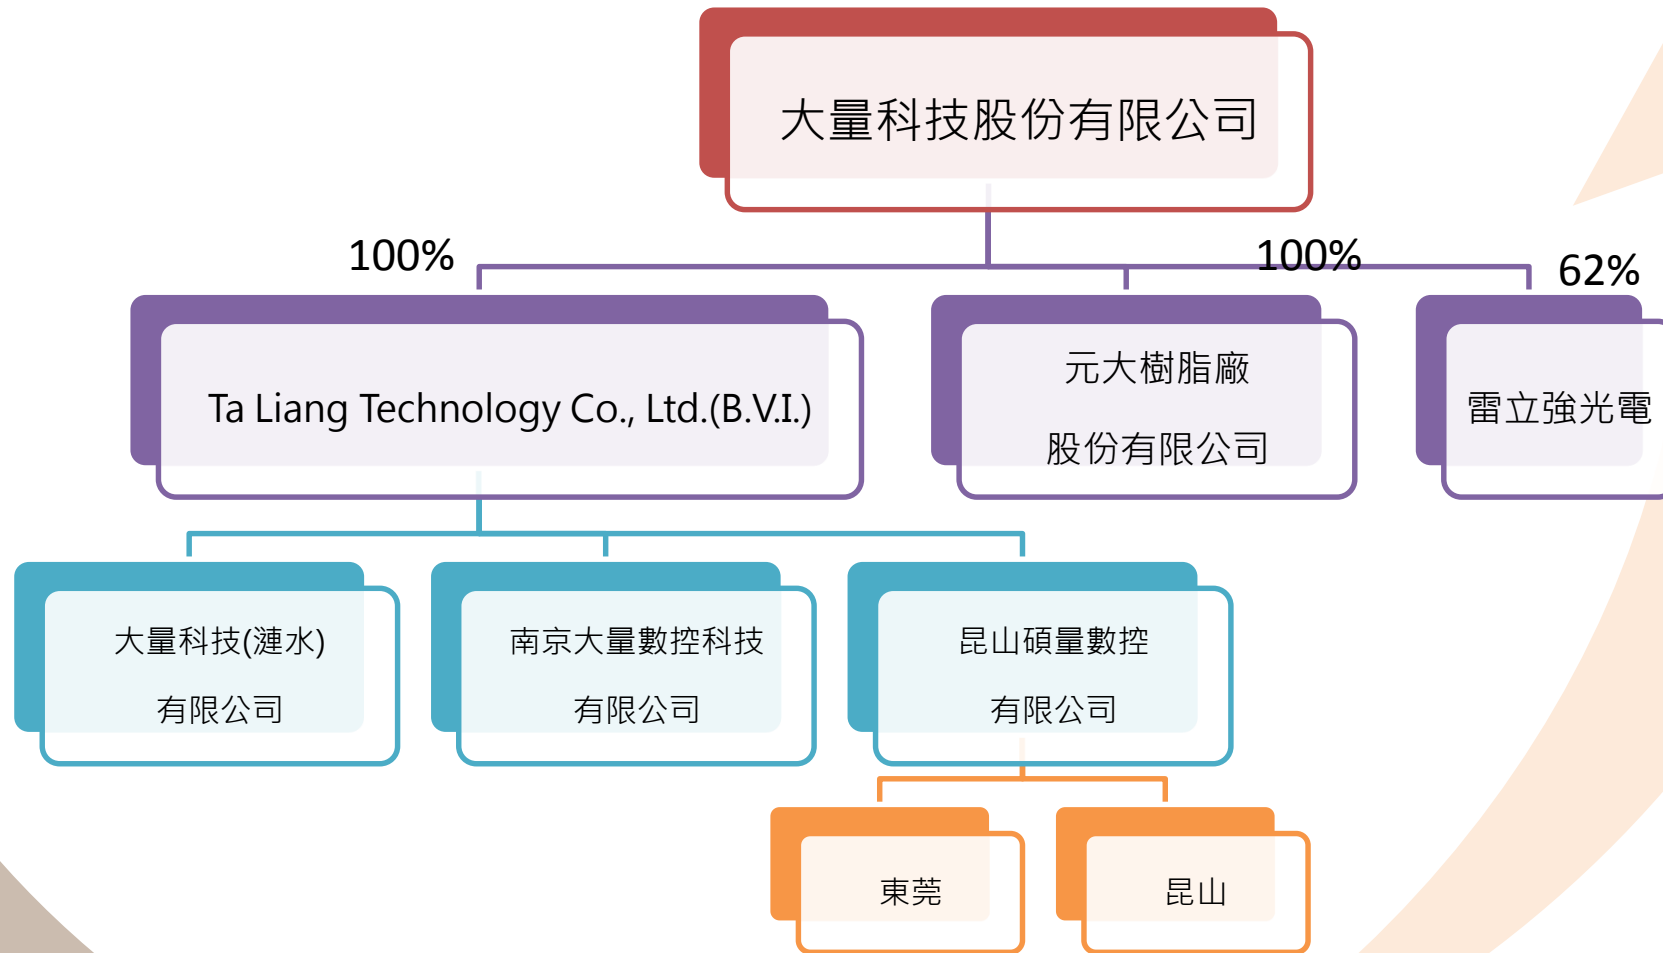 大量科技股份有限公司
100%
100%
62%
Ta Liang Technology Co., Ltd.(B.V.I.)
元大樹脂廠
股份有限公司
雷立強光電
大量科技(漣水)
有限公司
南京大量數控科技
有限公司
昆山碩量數控
有限公司
東莞
昆山